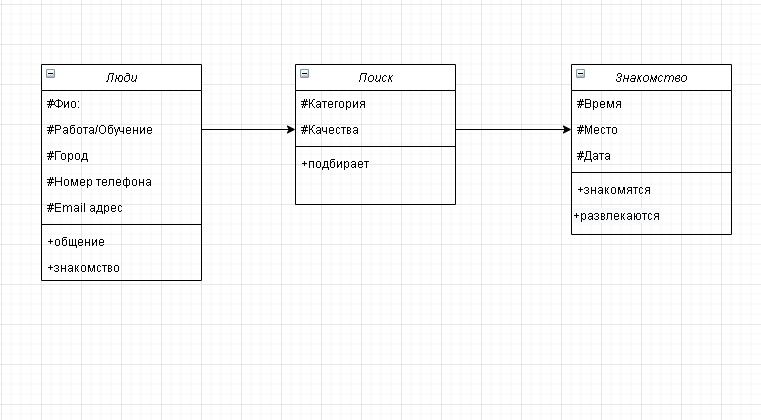 Люди
#Фио:
#Работа/Обучение
#Город
#Номер телефона
#Email адрес
+общение
+знакомство
Поиск
#Категория
#Качества
+подбирает
Знакомство
#Время
#Место
#Дата
+знакомятся
+развлекаются